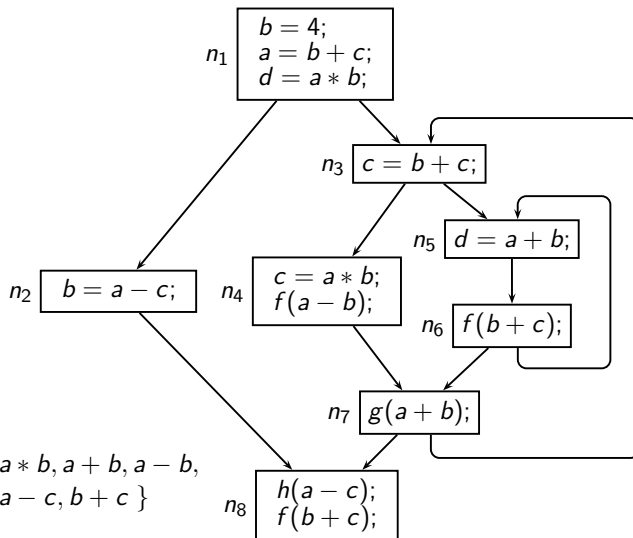 n1
b = 4;
a = b + c;
d = a * b;
n3
c = b + c;
n5
d = a + b;
n2
b = a − c;
n4
c = a * b;
f(a − b);
n6
f(b + c);
n7
g(a + b);
a * b, a + b, a − b,
a − c, b + c }
n8
h(a − c);
f(b + c);